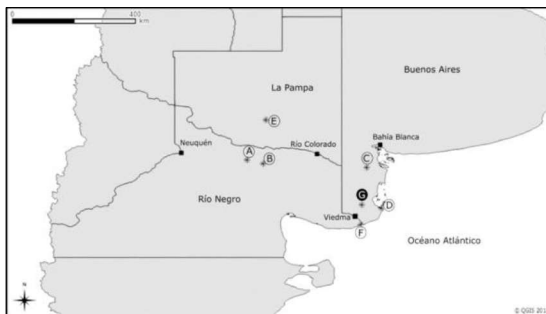 0 400
km
Buenos Aires
La Pampa
E
Bahía Blanca
Neuquén
Río Colorado
A
B
C
Río Negro
G
D
Viedma
F
Océano Atlántico
N
© QGIS 201